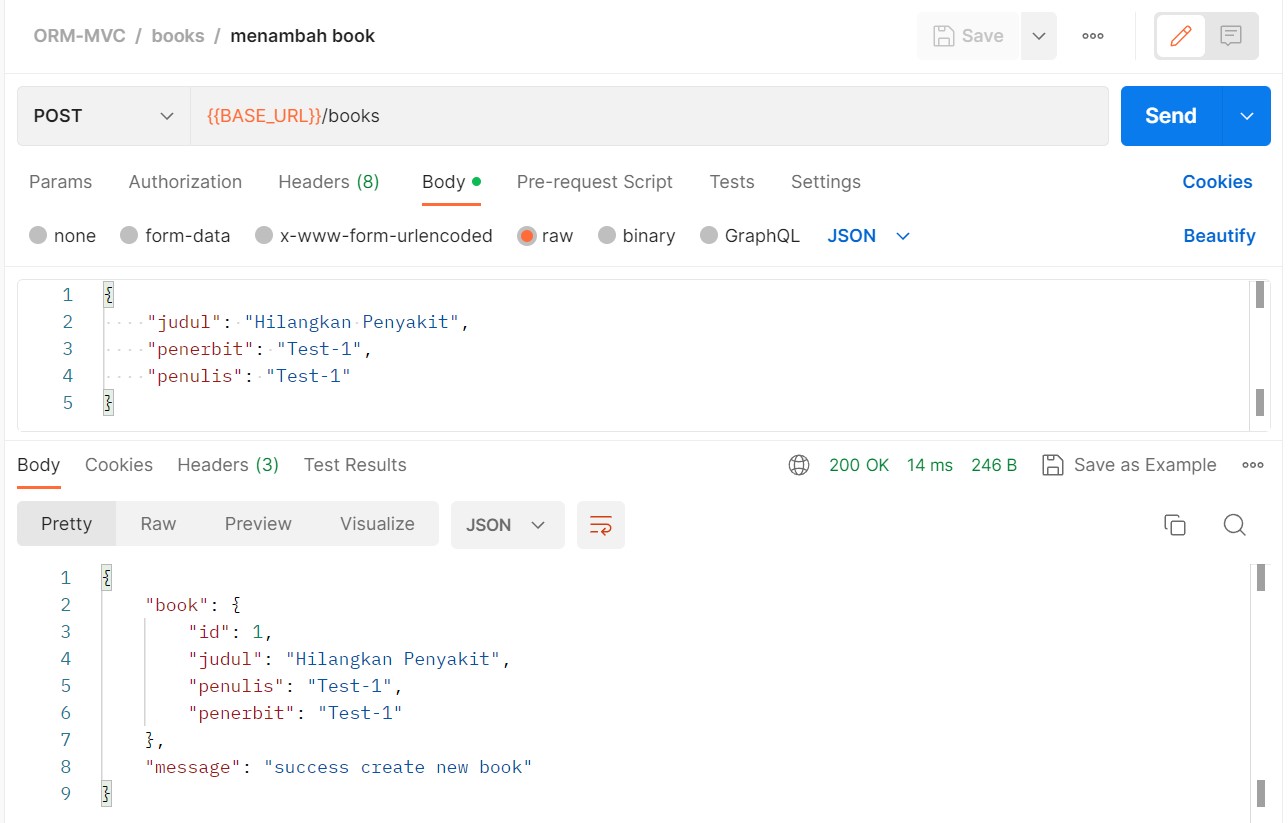 ORM-MVC / books / menambah book
Save
POST
{{BASE_URL}}/books
Send
Params Authorization Headers (8) Body Pre-request Script Tests Settings Cookies
none form-data x-www-form-urlencoded raw binary GraphQL JSON Beautify
1 {
2 "judul": "Hilangkan Penyakit",
3 "penerbit": "Test-1",
4 "penulis": "Test-1"
5 }
Body Cookies Headers (3) Test Results 200 OK 14 ms 246 B Save as Example
Pretty Raw Preview Visualize JSON
1 {
2 "book": {
3 "id": 1,
4 "judul": "Hilangkan Penyakit",
5 "penulis": "Test-1",
6 "penerbit": "Test-1"
7 },
8 "message": "success create new book"
9 }